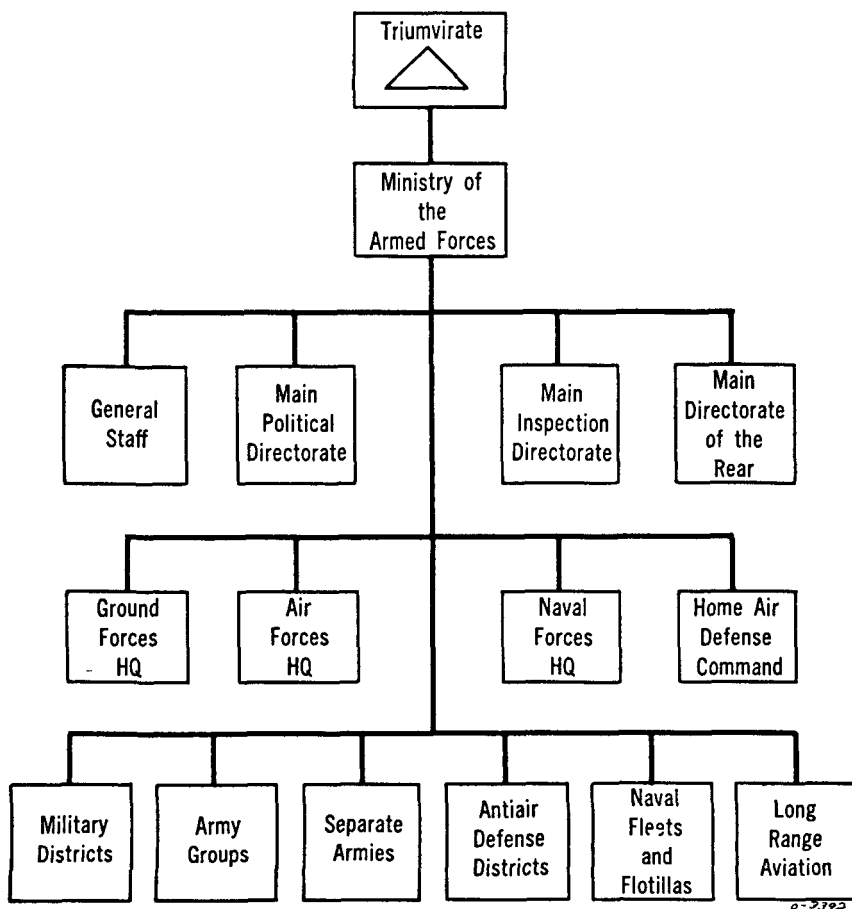 Triumvirate
Ministry of
the
Armed Forces
General
Staff
Main
Political
Directorate
Main
Inspection
Directorate
Main
Directorate
of the
Rear
Ground
Forces
HQ
Air
Forces
HQ
Naval
Forces
HQ
Home Air
Defense
Command
Military
Districts
Army
Groups
Separate
Armies
Antiair
Defense
Districts
Naval
Fleets
and
Flotillas
Long
Range
Aviation